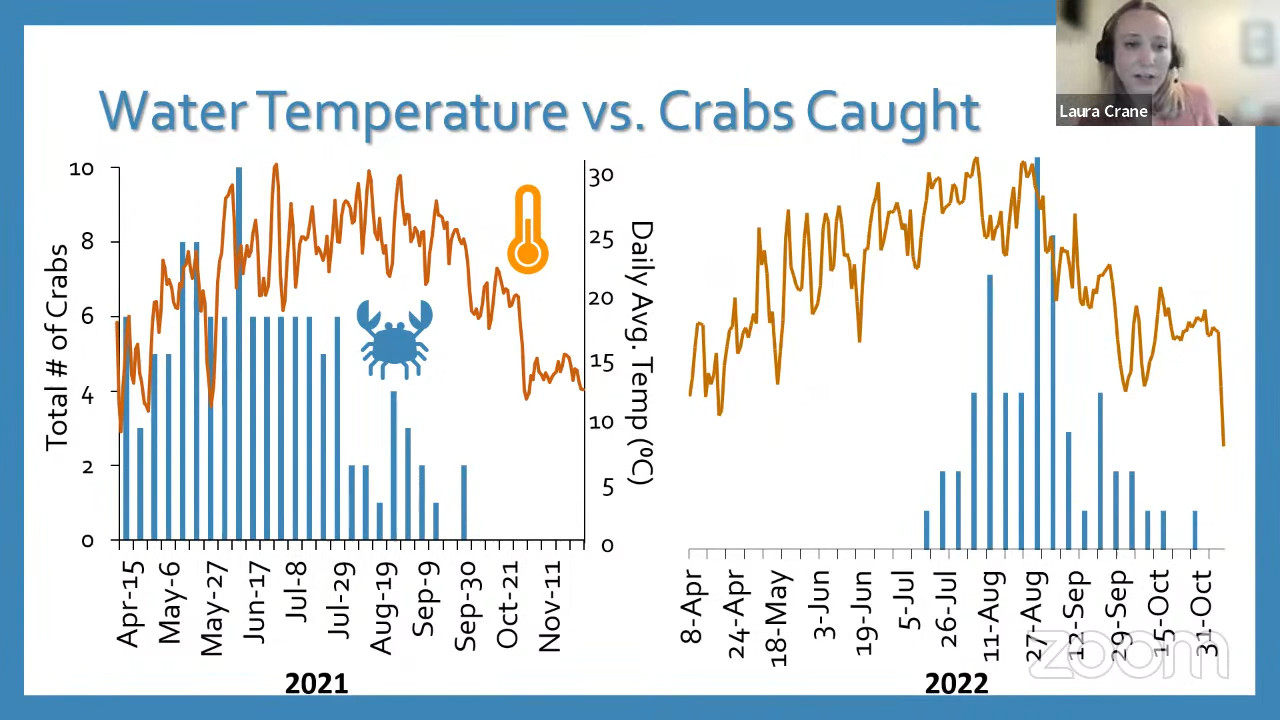 Water Temperature vs. Crabs Caught
Laura Crane
Total # of Crabs
10
8
6
4
2
0
30
25
20
15
10
5
0
Daily Avg. Temp (ºC)
Apr-15
May-6
May-27
Jun-17
Jul-8
Jul-29
Aug-19
Sep-9
Sep-30
Oct-21
Nov-11
2021
8-Apr
24-Apr
18-May
3-Jun
19-Jun
5-Jul
26-Jul
11-Aug
27-Aug
12-Sep
29-Sep
15-Oct
31-Oct
2022
zoom